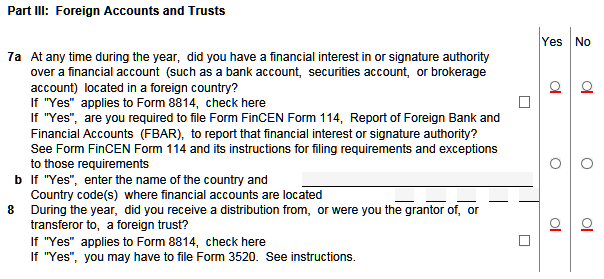 Part III: Foreign Accounts and Trusts
Yes No
7a At any time during the year, did you have a financial interest in or signature authority
over a financial account (such as a bank account, securities account, or brokerage
account) located in a foreign country?
If "Yes" applies to Form 8814, check here
If "Yes", are you required to file Form FinCEN Form 114, Report of Foreign Bank and
Financial Accounts (FBAR), to report that financial interest or signature authority?
See Form FinCEN Form 114 and its instructions for filing requirements and exceptions
to those requirements
b If "Yes", enter the name of the country and
Country code(s) where financial accounts are located
8 During the year, did you receive a distribution from, or were you the grantor of, or
transferor to, a foreign trust?
If "Yes" applies to Form 8814, check here
If "Yes", you may have to file Form 3520. See instructions.